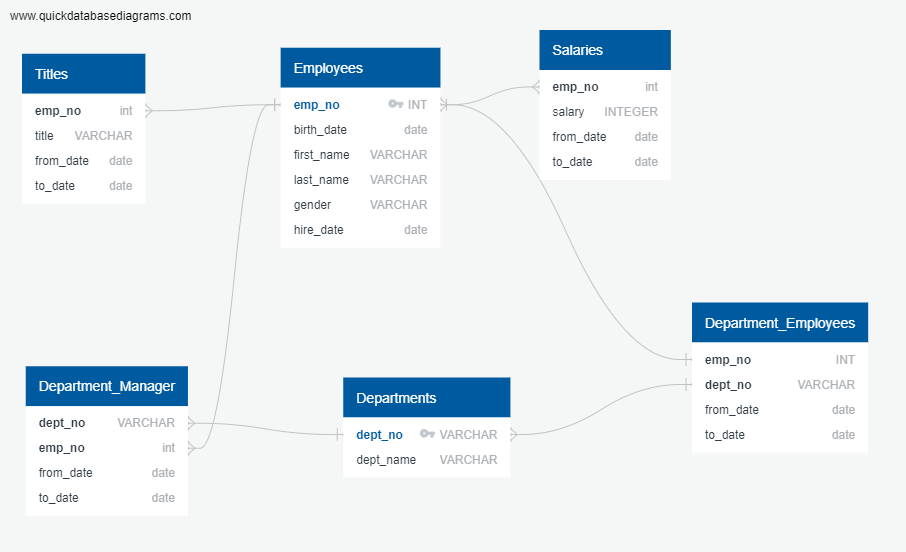 www.quickdatabasediagrams.com
Titles
emp_no int
title VARCHAR
from_date date
to_date date
Employees
emp_no INT
birth_date date
first_name VARCHAR
last_name VARCHAR
gender VARCHAR
hire_date date
Salaries
emp_no int
salary INTEGER
from_date date
to_date date
Department_Manager
dept_no VARCHAR
emp_no int
from_date date
to_date date
Departments
dept_no VARCHAR
dept_name VARCHAR
Department_Employees
emp_no INT
dept_no VARCHAR
from_date date
to_date date